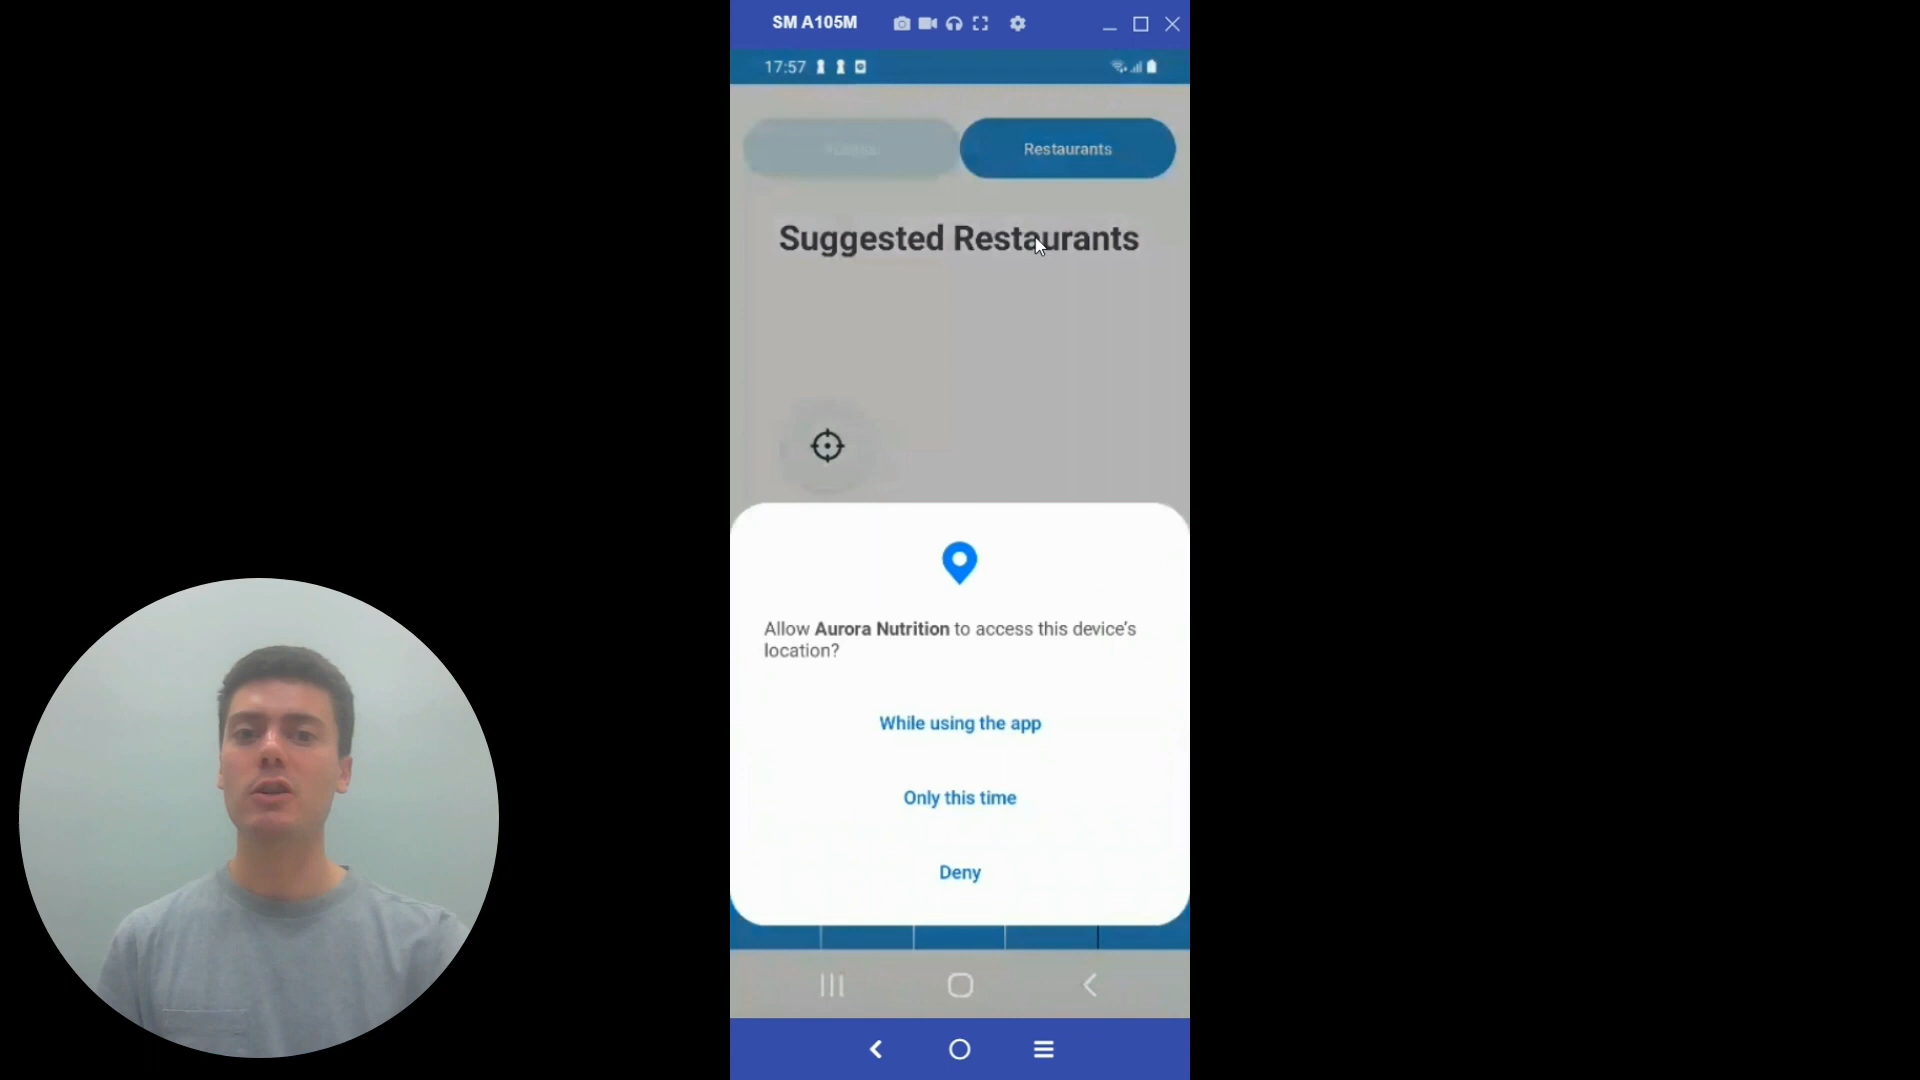 SM A105M
17:57
Restaurants
Suggested Restaurants
Allow Aurora Nutrition to access this device's
location?
While using the app
Only this time
Deny